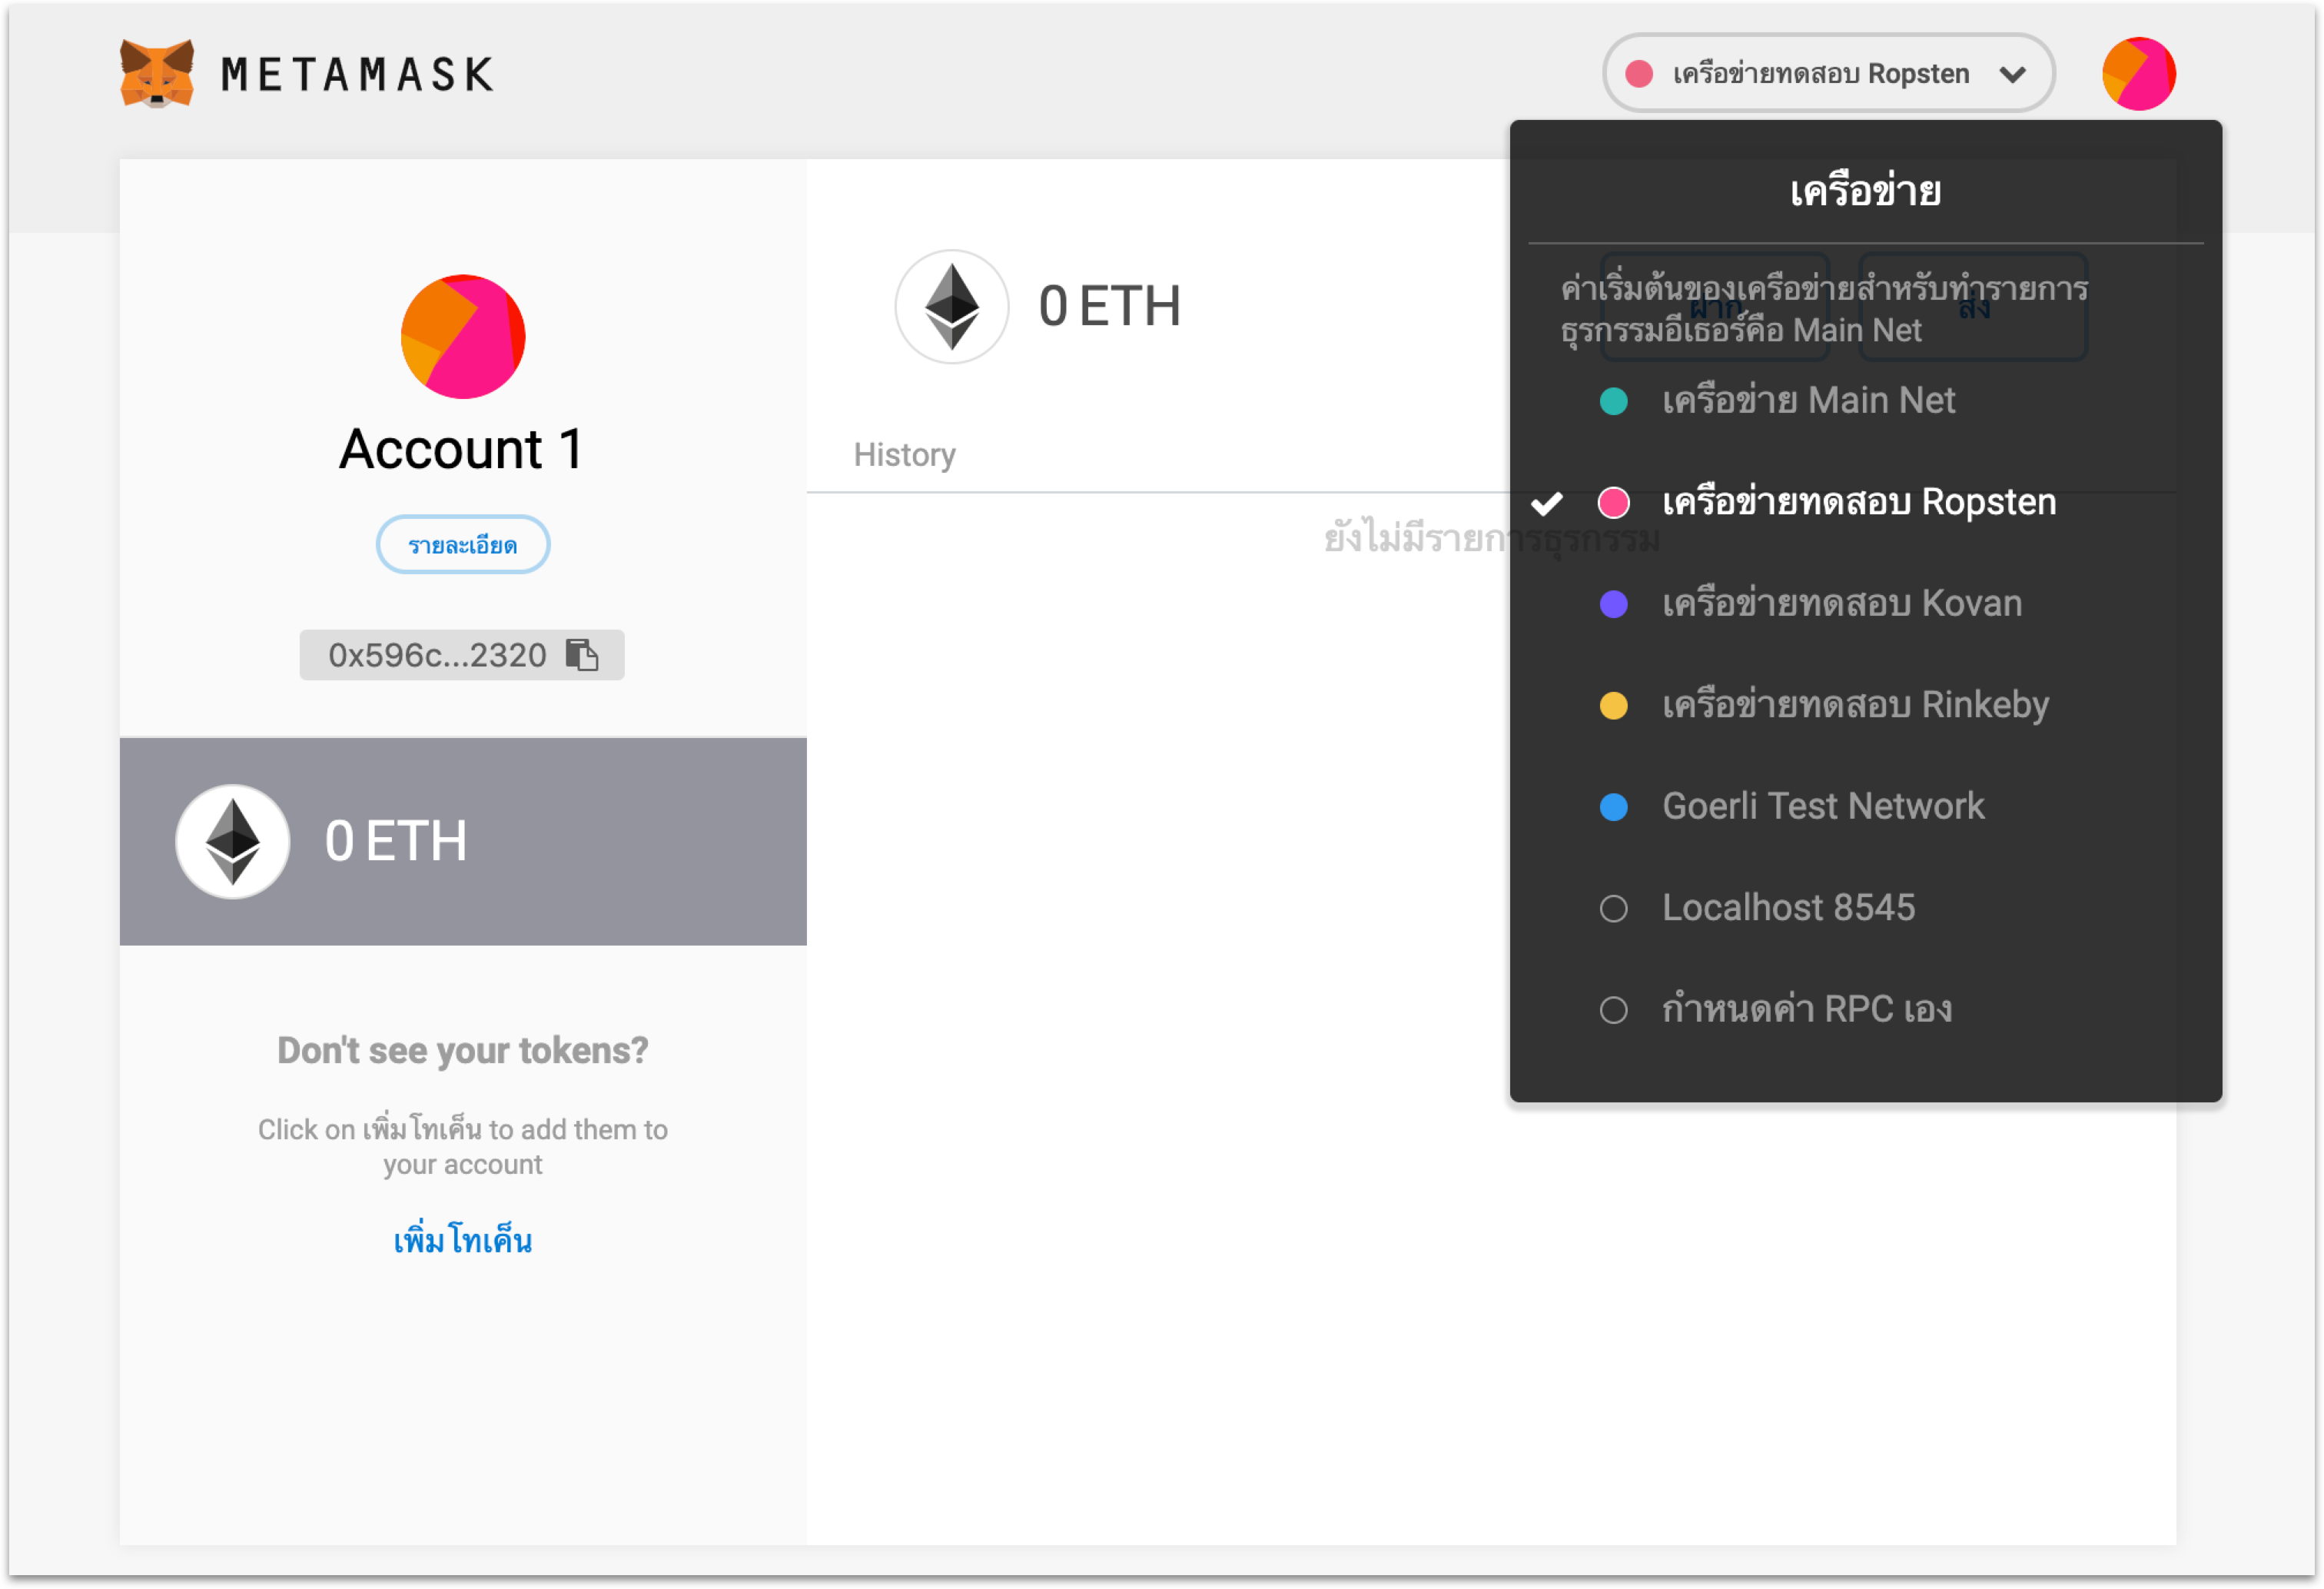 METAMASK
เครือข่ายทดสอบ Ropsten
Account 1
รายละเอียด
0x596c...2320
0 ETH
Don't see your tokens?
Click on เพิ่มโทเค็น to add them to
your account
เพิ่มโทเค็น
0 ETH
ฝาก
ส่ง
History
ยังไม่มีรายการธุรกรรม
เครือข่าย
ค่าเริ่มต้นของเครือข่ายสำหรับทำรายการ
ธุรกรรมอีเธอร์คือ Main Net
เครือข่าย Main Net
เครือข่ายทดสอบ Ropsten
เครือข่ายทดสอบ Kovan
เครือข่ายทดสอบ Rinkeby
Goerli Test Network
Localhost 8545
กำหนดค่า RPC เอง